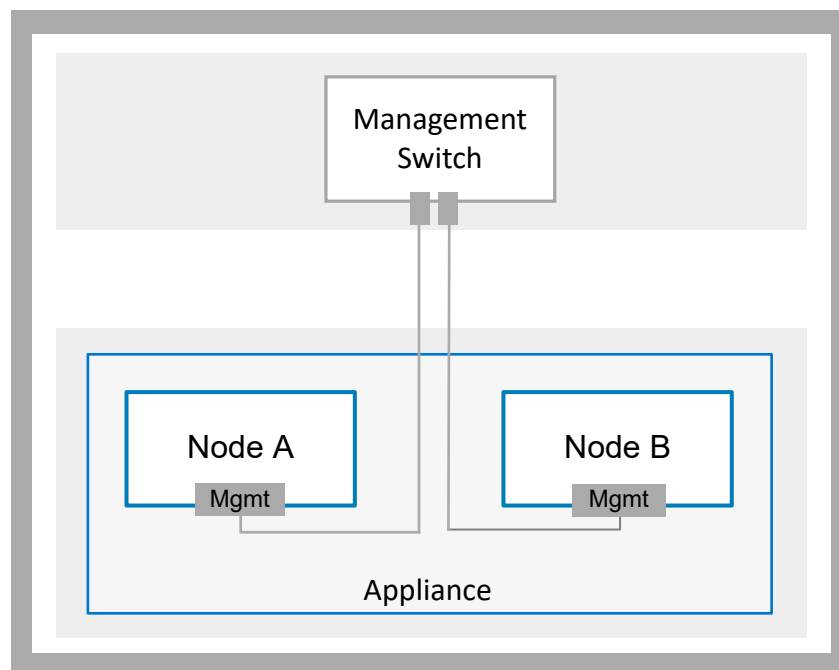 Management
Switch
Node A
Node B
Mgmt
Mgmt
Appliance